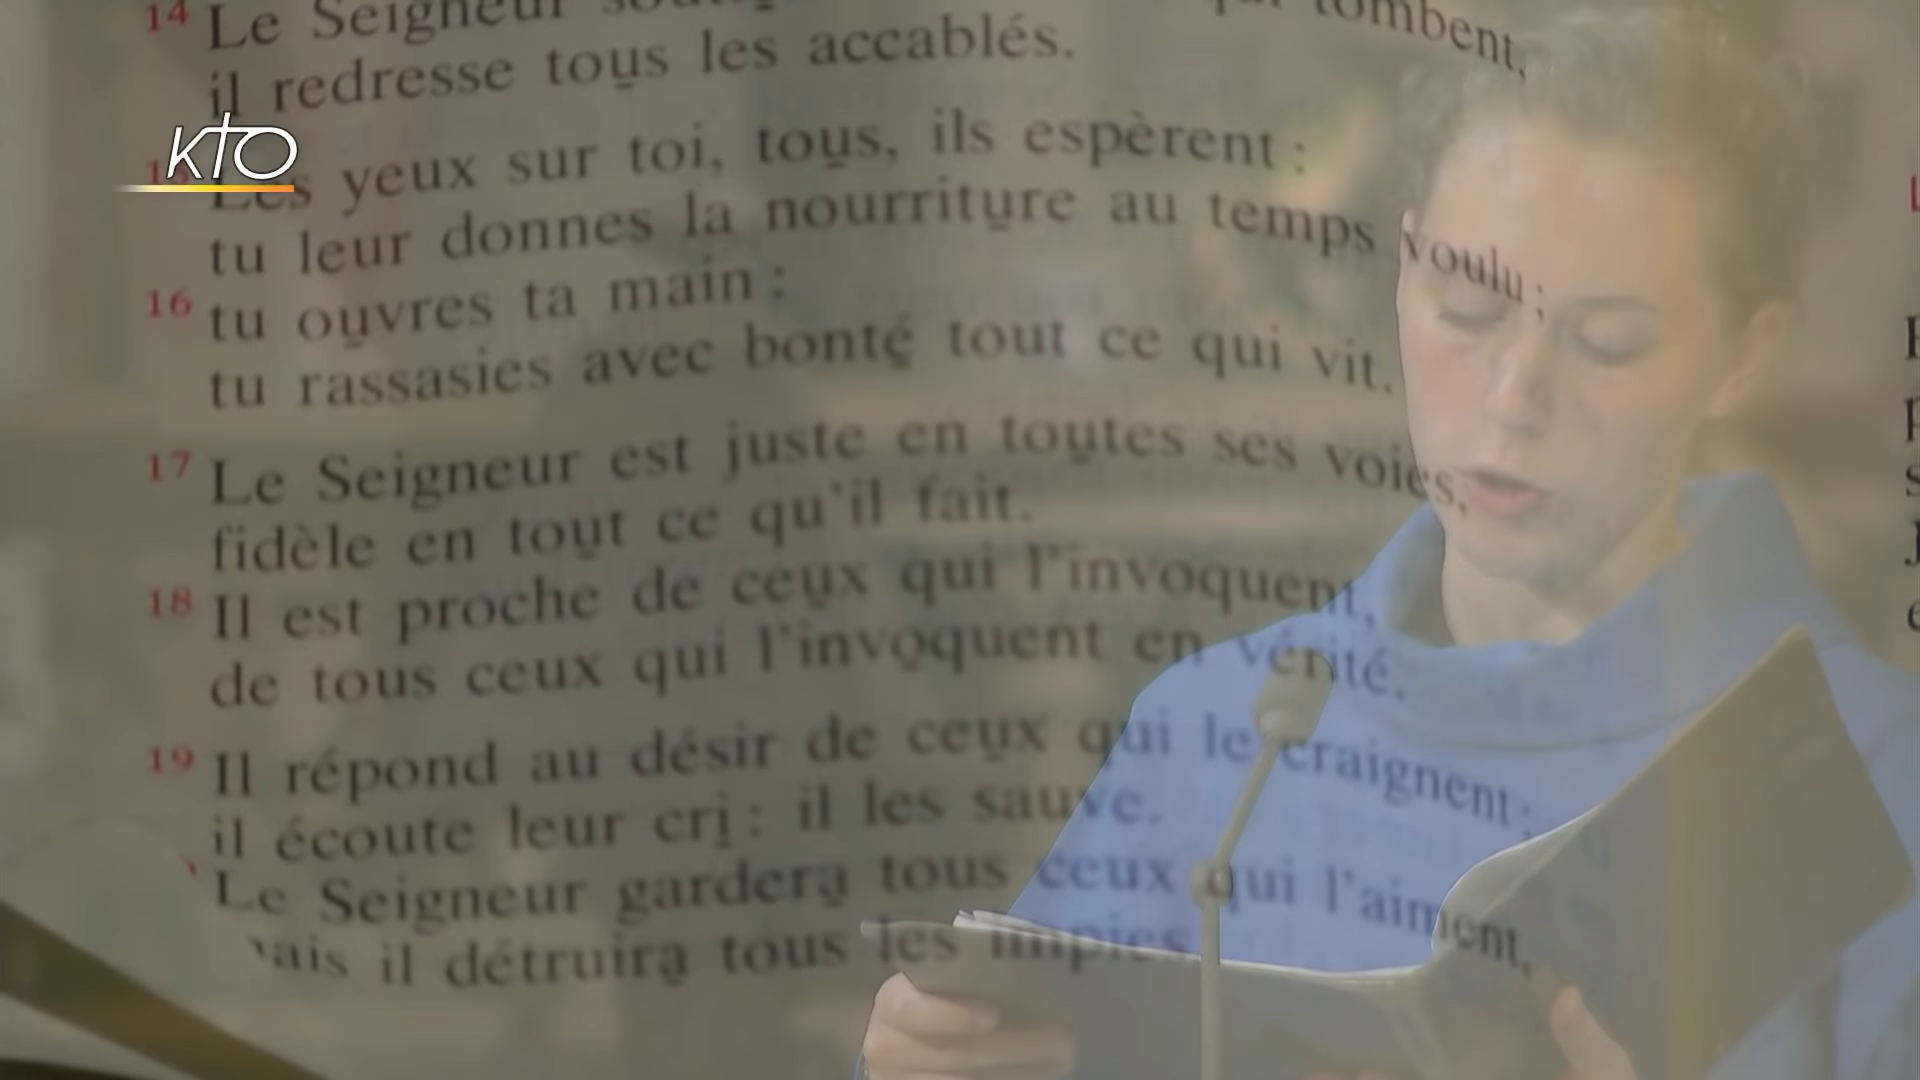 14 Le Seigneur tombent,
il redresse tous les accablés.
KTO
Les yeux sur toi, tous, ils espèrent :
tu leur donnes la nourriture au temps voulu ;
16 tu ouvres ta main :
tu rassasies avec bonté tout ce qui vit.
17 Le Seigneur est juste en toutes ses voies,
fidèle en tout ce qu'il fait.
18 Il est proche de ceux qui l'invoquent,
de tous ceux qui l'invoquent en vérité.
19 Il répond au désir de ceux qui le craignent ;
il écoute leur cri : il les sauve.
Le Seigneur gardera tous ceux qui l'aiment,
mais il détruira tous les impies.